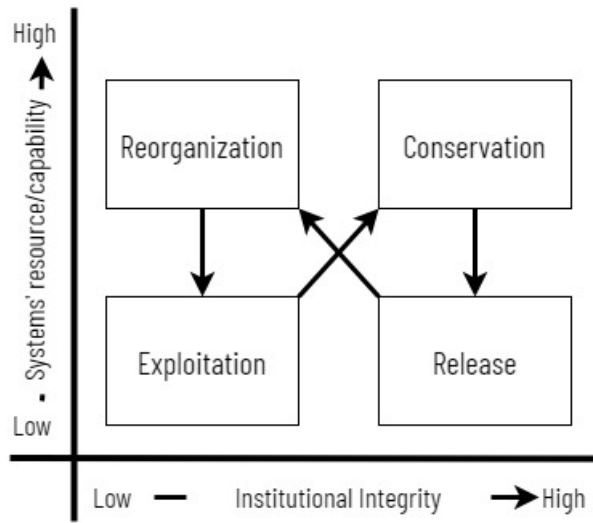 High
Systems' resource/capability
Low
Reorganization
Conservation
Exploitation
Release
Low
Institutional Integrity
High